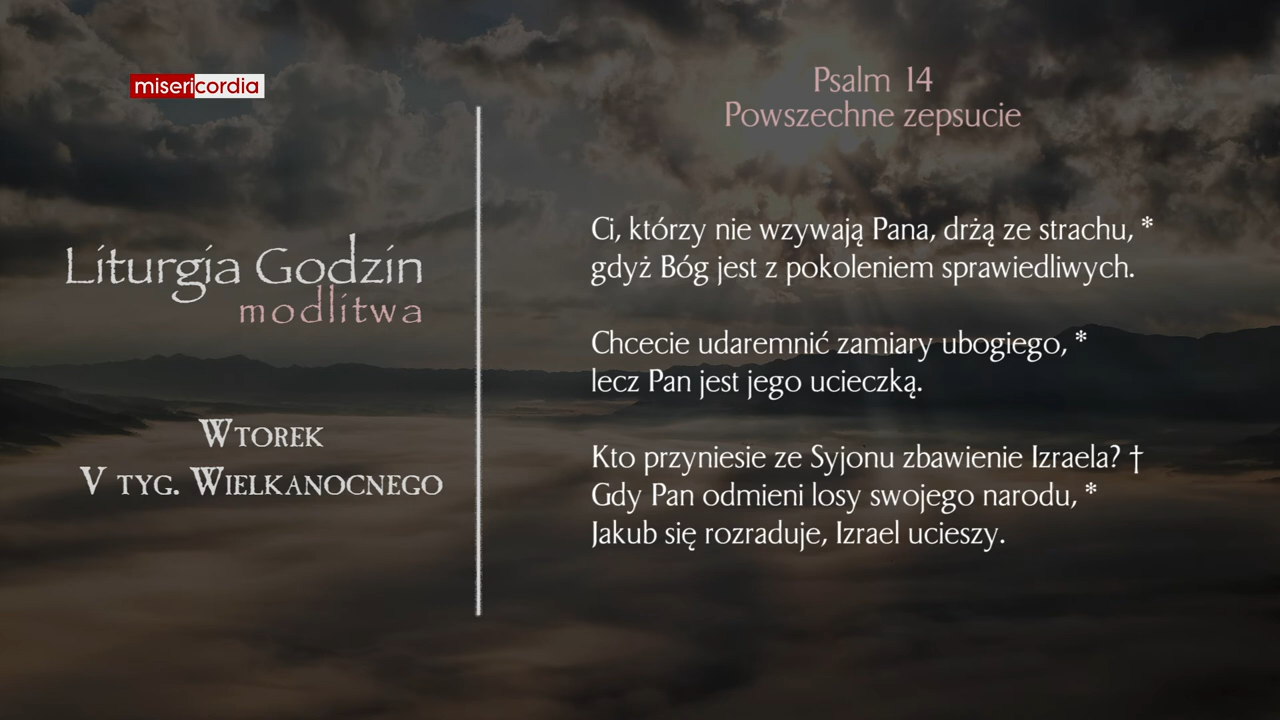 misericordia
Liturgia Godzin
modlitwa
Wtorek
V tyg. Wielkanocnego
Psalm 14
Powszechne zepsucie
Ci, którzy nie wzywają Pana, drżą ze strachu, *
gdyż Bóg jest z pokoleniem sprawiedliwych.
Chcecie udaremnić zamiary ubogiego, *
lecz Pan jest jego ucieczką.
Kto przyniesie ze Syjonu zbawienie Izraela? †
Gdy Pan odmieni losy swojego narodu, *
Jakub się rozraduje, Izrael ucieszy.